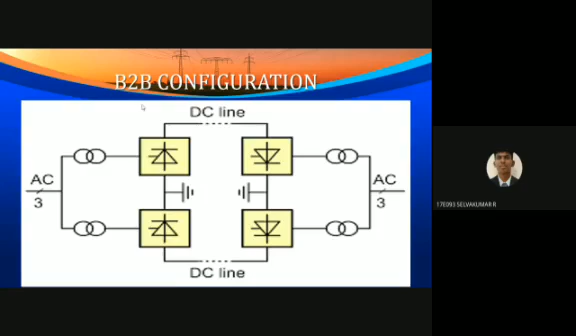 B2B CONFIGURATION
DC line
AC
3
AC
3
DC line
17E093 SELVAKUMAR R